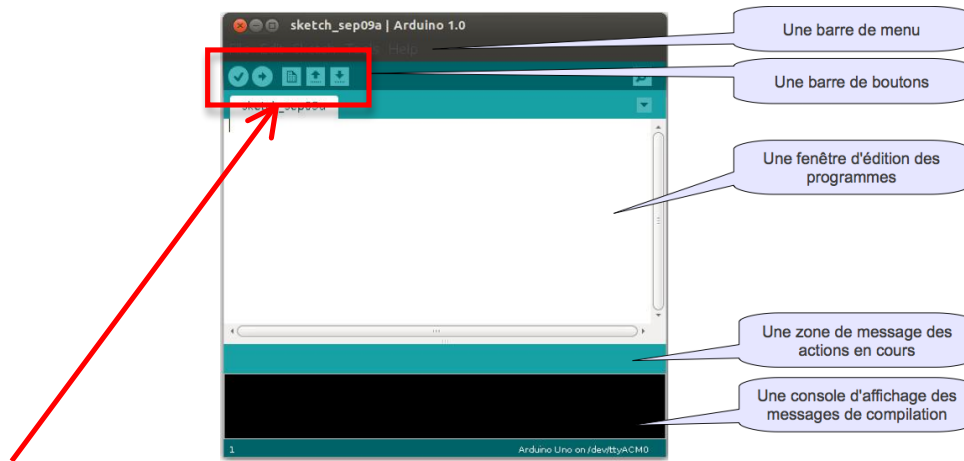 sketch_sep09a | Arduino 1.0
Help
sketch_sep09a
1
Arduino Uno on /dev/ttyACM0
Une barre de menu
Une barre de boutons
Une fenêtre d'édition des
programmes
Une zone de message des
actions en cours
Une console d'affichage des
messages de compilation